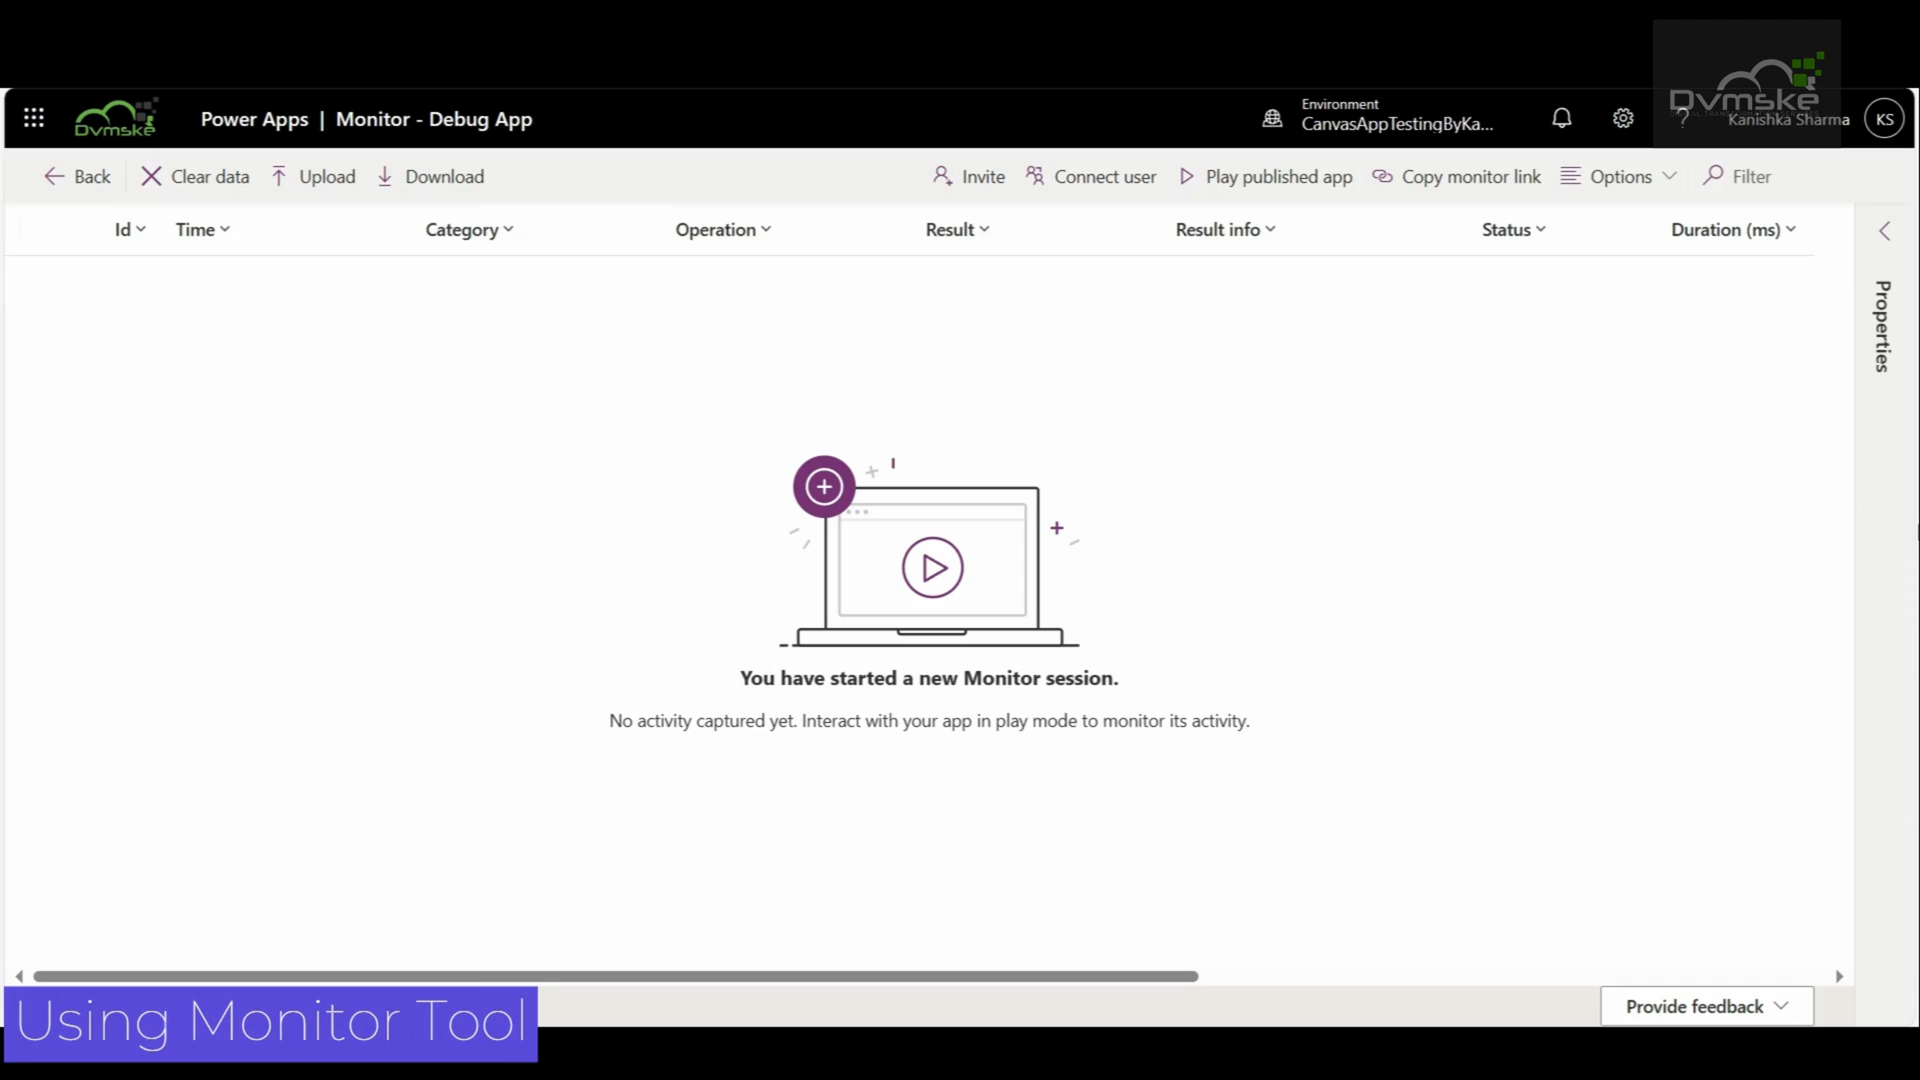 Dvmske
Dvmske
Power Apps | Monitor - Debug App
Environment
CanvasAppTestingByKa...
?
Kanishka Sharma
KS
Back
Clear data
Upload
Download
Invite
Connect user
Play published app
Copy monitor link
Options
Filter
Id
Time
Category
Operation
Result
Result info
Status
Duration (ms)
Properties
You have started a new Monitor session.
No activity captured yet. Interact with your app in play mode to monitor its activity.
Using Monitor Tool
Provide feedback